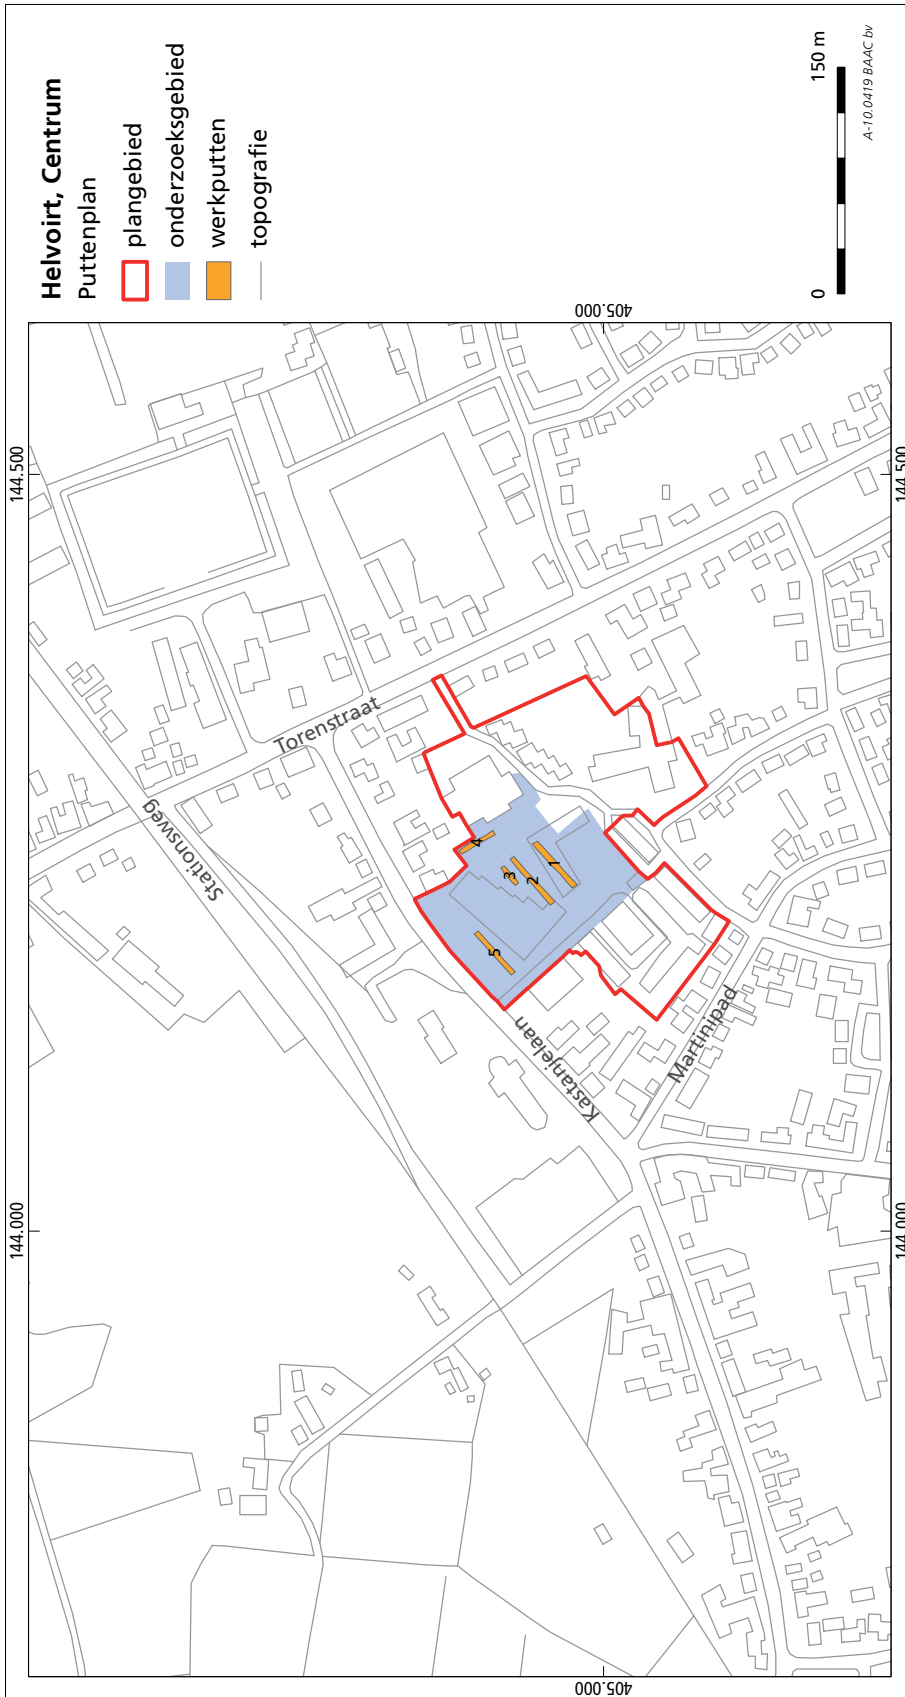 Helvoirt, Centrum
Puttenplan
plangebied
onderzoeksgebied
werkputten
topografie
0
150 m
A-10.0419 BAAC bv
144.000
144.500
405.000
405.000
144.000
144.500
Stationsweg
Torenstraat
Kastanjelaan
Martinipad
5
4
3
2
1